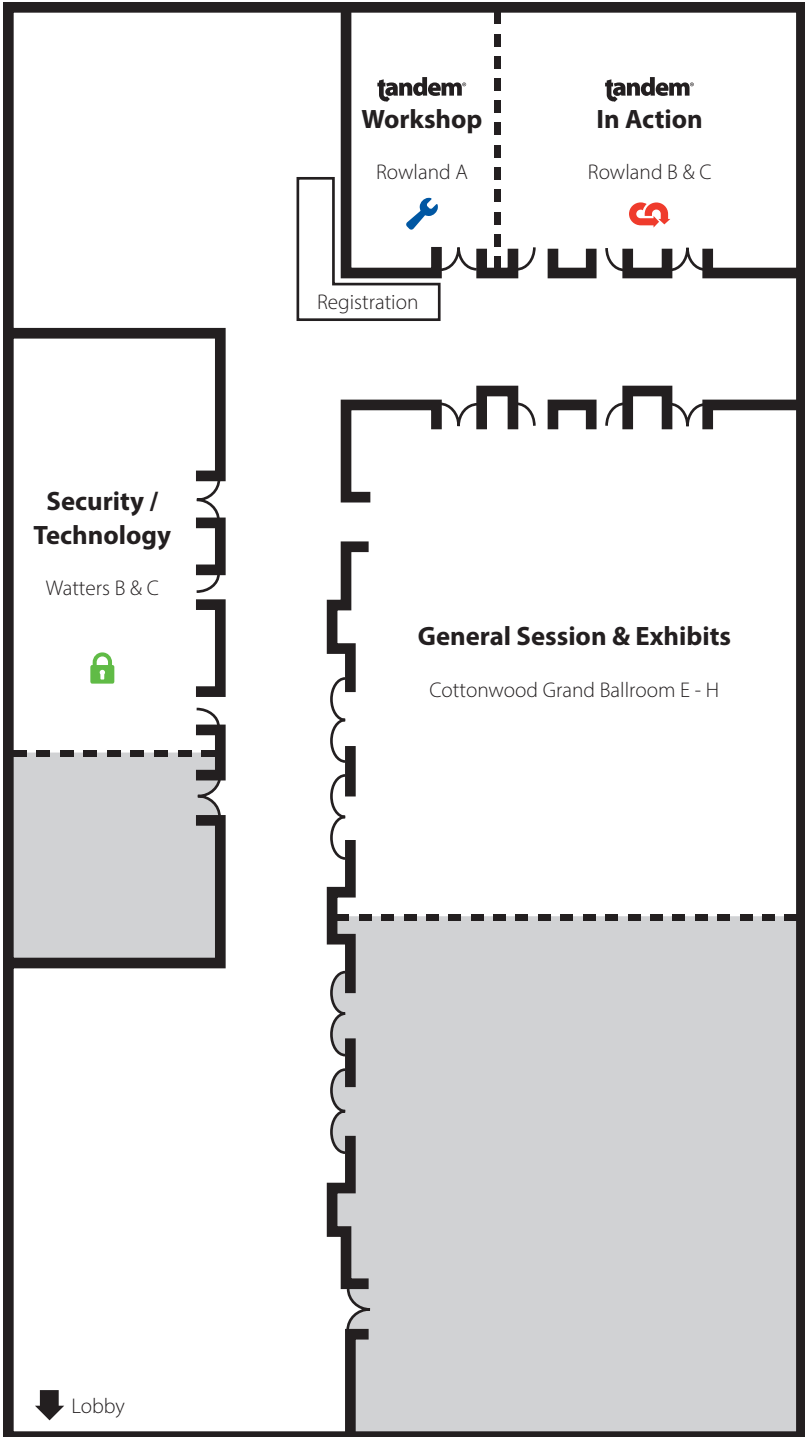 tandem®
Workshop
Rowland A
tandem®
In Action
Rowland B & C
Registration
Security /
Technology
Watters B & C
General Session & Exhibits
Cottonwood Grand Ballroom E - H
Lobby